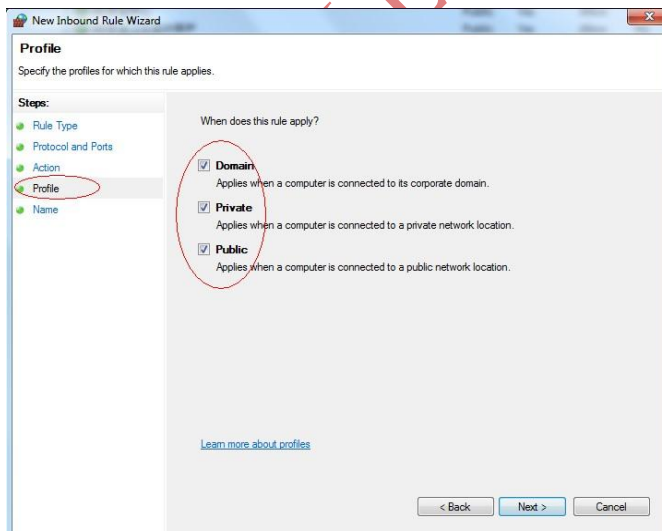 New Inbound Rule Wizard
Profile
Specify the profiles for which this rule applies.
Steps:
Rule Type
Protocol and Ports
Action
Profile
Name
When does this rule apply?
Domain
Applies when a computer is connected to its corporate domain.
Private
Applies when a computer is connected to a private network location.
Public
Applies when a computer is connected to a public network location.
Learn more about profiles
< Back
Next >
Cancel